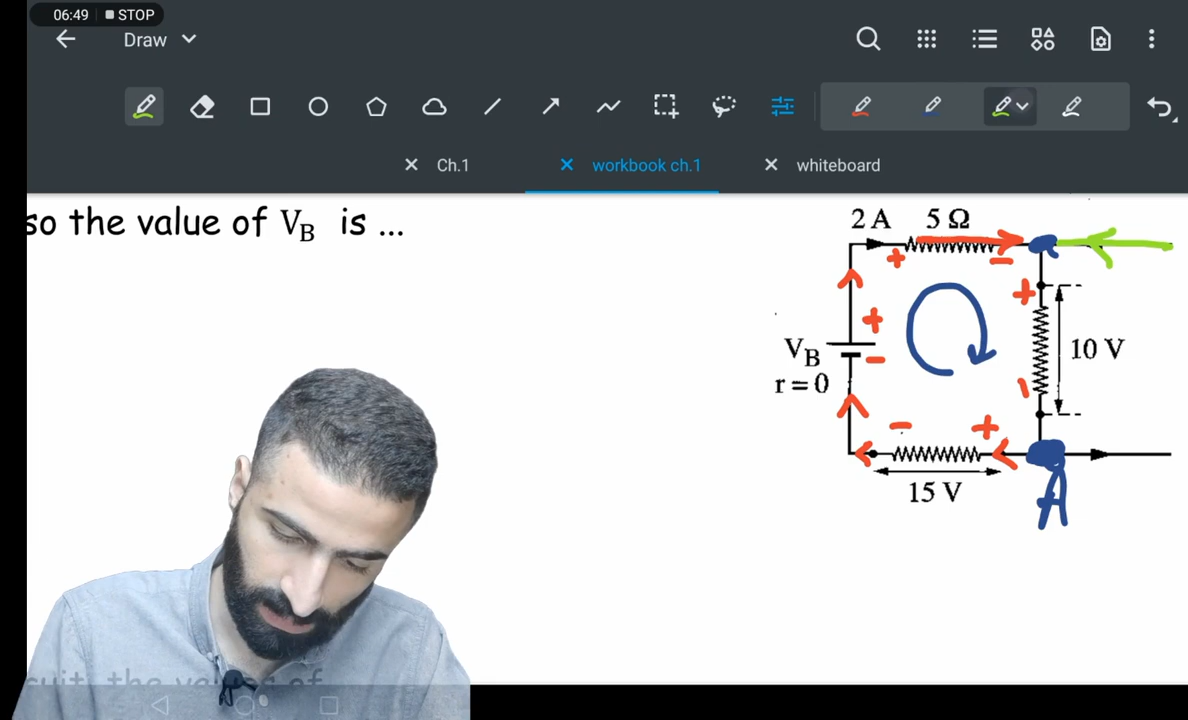 06:49 STOP
Draw
Ch.1 workbook ch.1 whiteboard
so the value of V_B is ...
2 A 5 Ω
+ −
+
+
V_B −
r = 0
10 V
− +
15 V
A